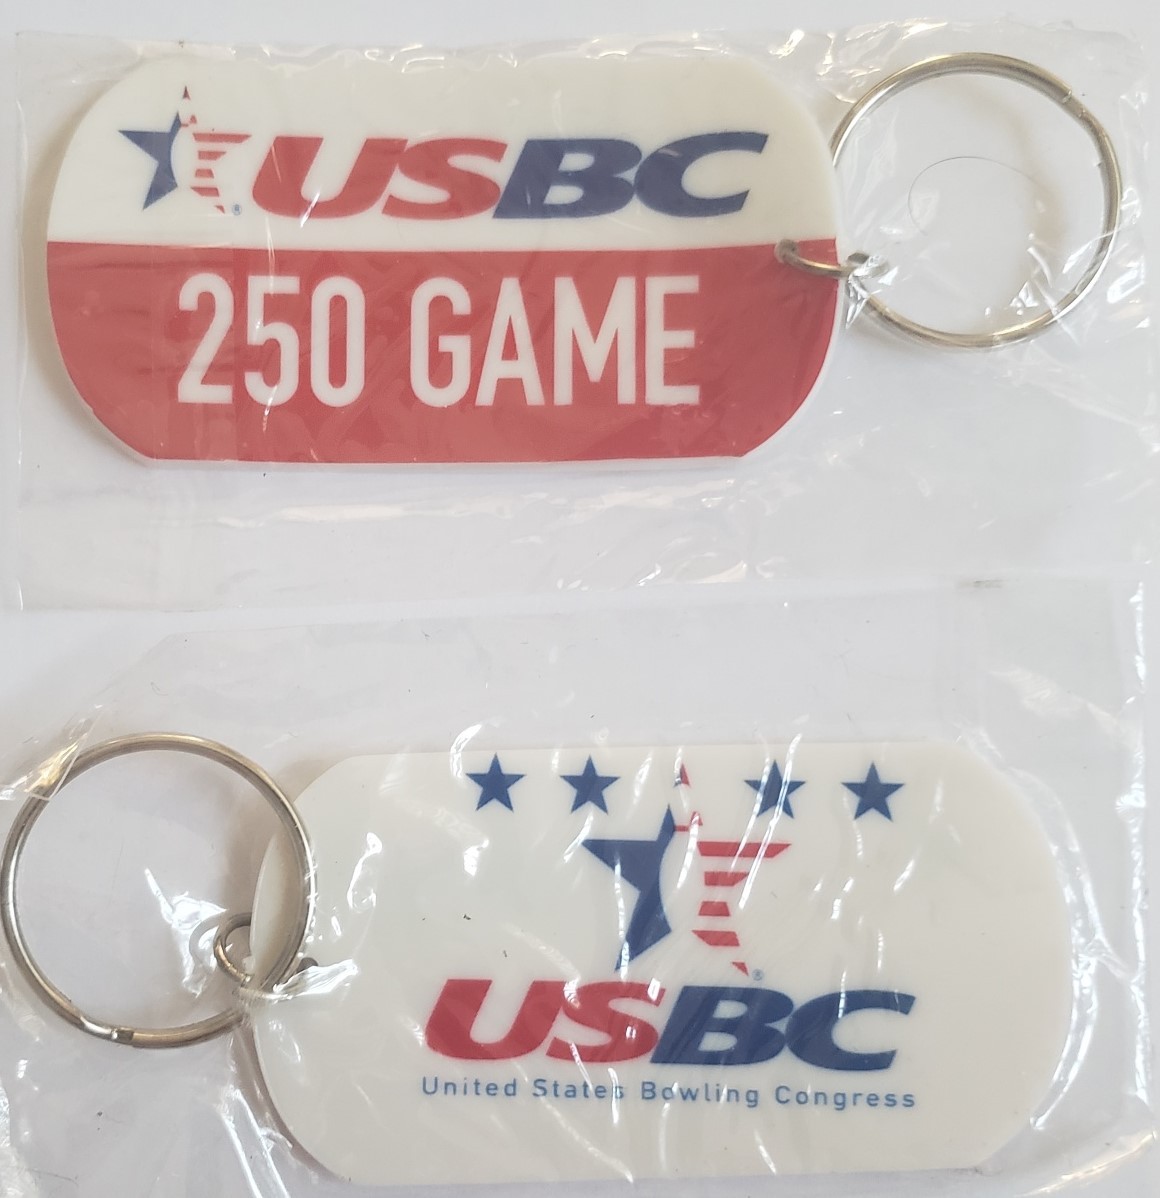 USBC
250 GAME
USBC
United States Bowling Congress